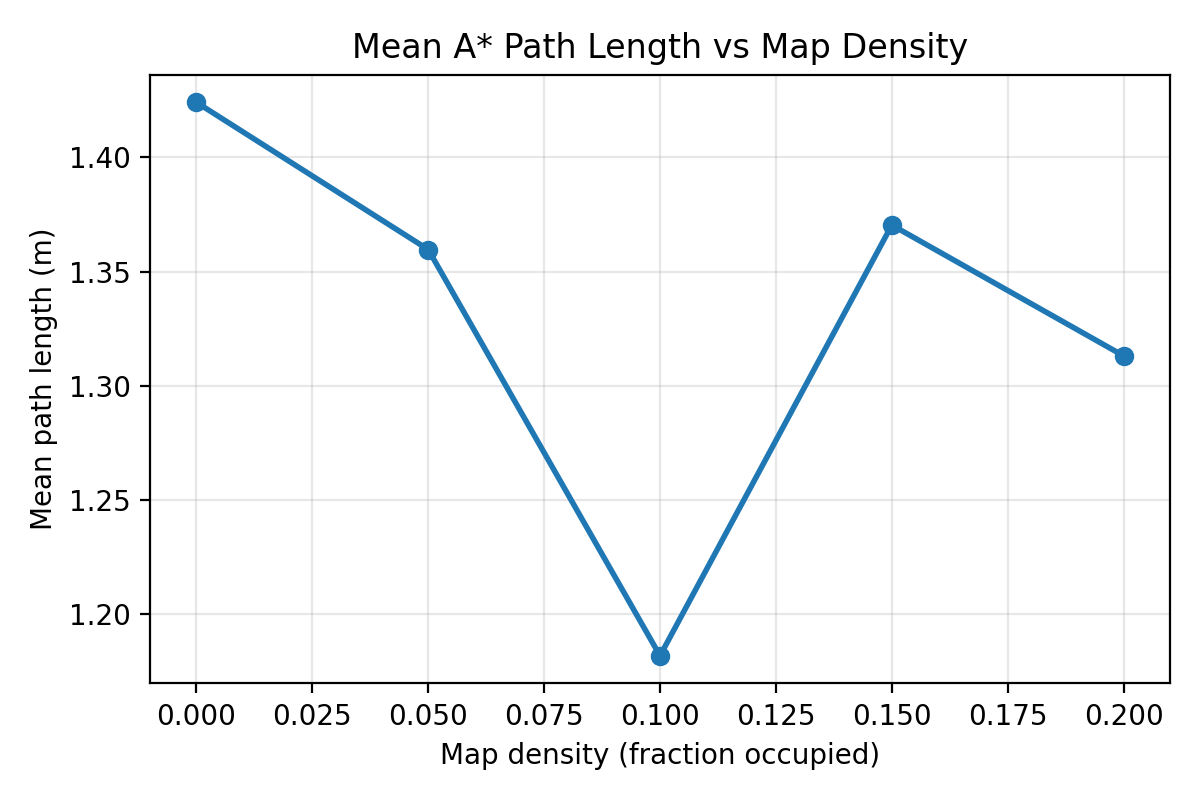 Mean A* Path Length vs Map Density
Mean path length (m)
1.40
1.35
1.30
1.25
1.20
0.000 0.025 0.050 0.075 0.100 0.125 0.150 0.175 0.200
Map density (fraction occupied)